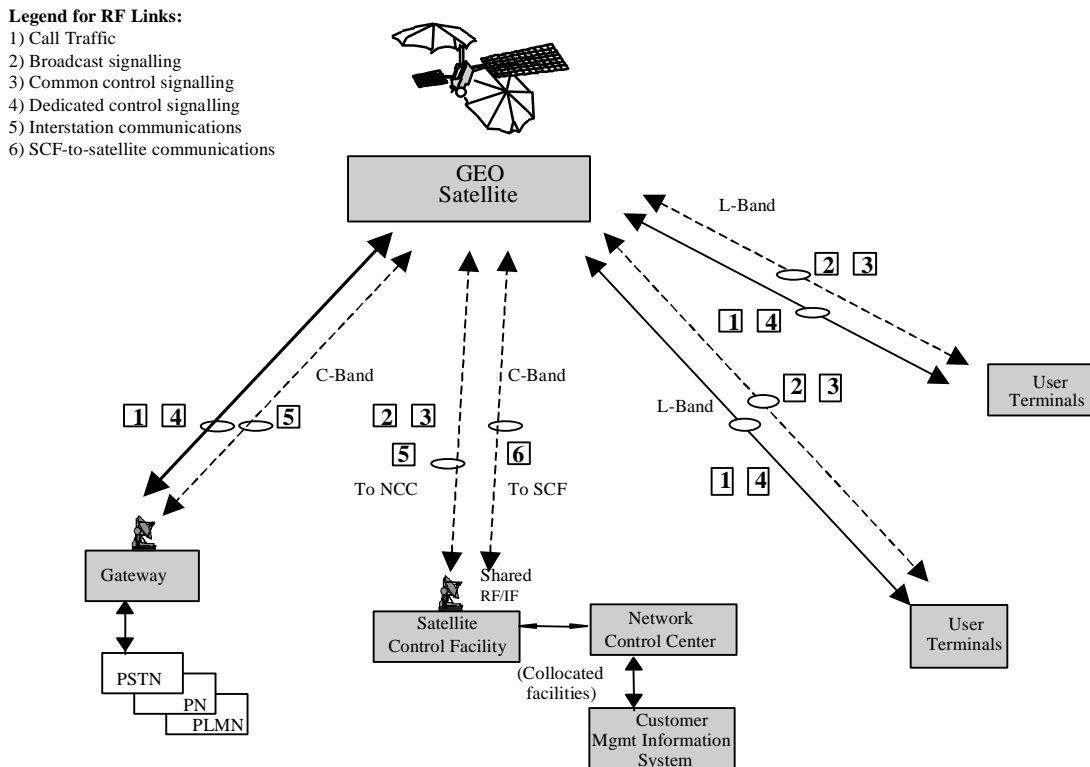 Legend for RF Links:
1) Call Traffic
2) Broadcast signalling
3) Common control signalling
4) Dedicated control signalling
5) Interstation communications
6) SCF-to-satellite communications
GEO
Satellite
L-Band
2 3
1 4
User
Terminals
C-Band
1 4
5
2 3
5
To NCC
C-Band
6
To SCF
L-Band
2 3
1 4
User
Terminals
Gateway
PSTN
PN
PLMN
Shared
RF/IF
Satellite
Control Facility
Network
Control Center
(Collocated
facilities)
Customer
Mgmt Information
System